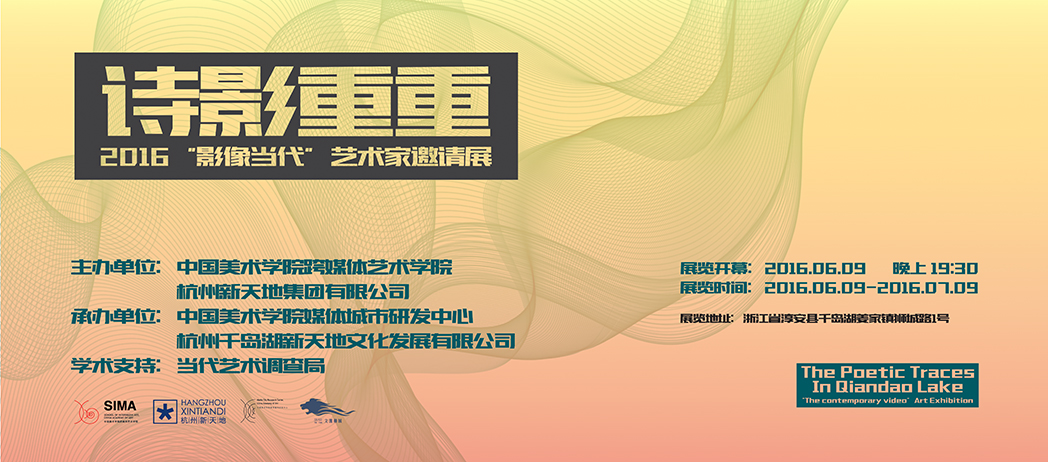 诗影重重
2016 "影像当代" 艺术家邀请展
主办单位： 中国美术学院跨媒体艺术学院
杭州新天地集团有限公司
承办单位： 中国美术学院媒体城市研发中心
杭州千岛湖新天地文化发展有限公司
学术支持： 当代艺术调查局
展览开幕： 2016.06.09 晚上 19:30
展览时间： 2016.06.09-2016.07.09
展览地址： 浙江省淳安县千岛湖姜家镇狮城路1号
The Poetic Traces
In Qiandao Lake
'The contemporary video' Art Exhibition
SIMA
HANGZHOU
XINTIANDI
杭州新天地